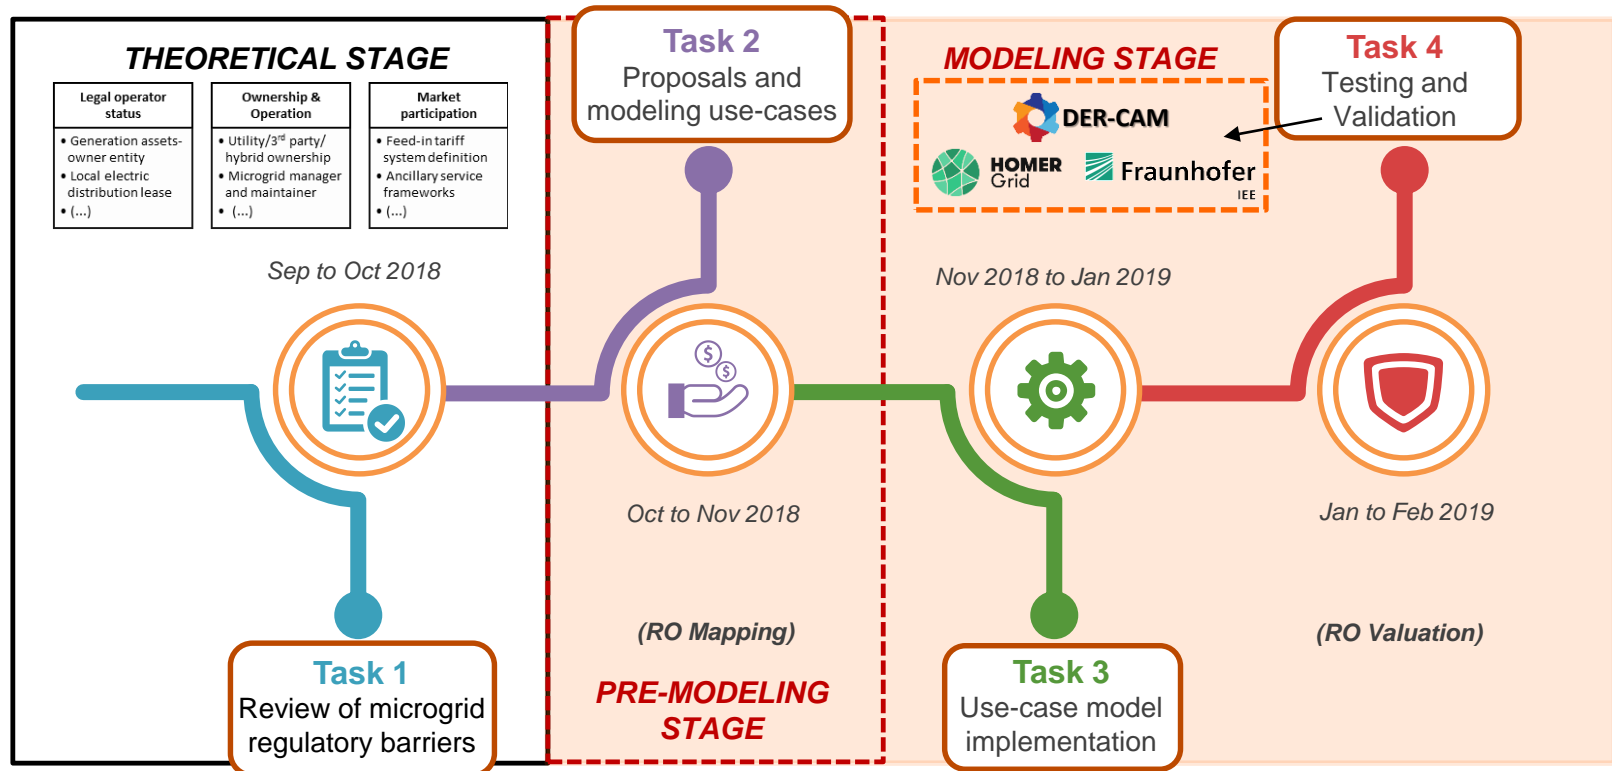 THEORETICAL STAGE
Legal operator
status
• Generation assets-
owner entity
• Local electric
distribution lease
• (...)
Ownership &
Operation
• Utility/3rd party/
hybrid ownership
• Microgrid manager
and maintainer
• (...)
Market
participation
• Feed-in tariff
system definition
• Ancillary service
frameworks
• (...)
Sep to Oct 2018
Task 1
Review of microgrid
regulatory barriers
Task 2
Proposals and
modeling use-cases
$
$
Oct to Nov 2018
(RO Mapping)
PRE-MODELING
STAGE
MODELING STAGE
DER-CAM
HOMER
Grid
Fraunhofer
IEE
Nov 2018 to Jan 2019
Task 3
Use-case model
implementation
Task 4
Testing and
Validation
Jan to Feb 2019
(RO Valuation)